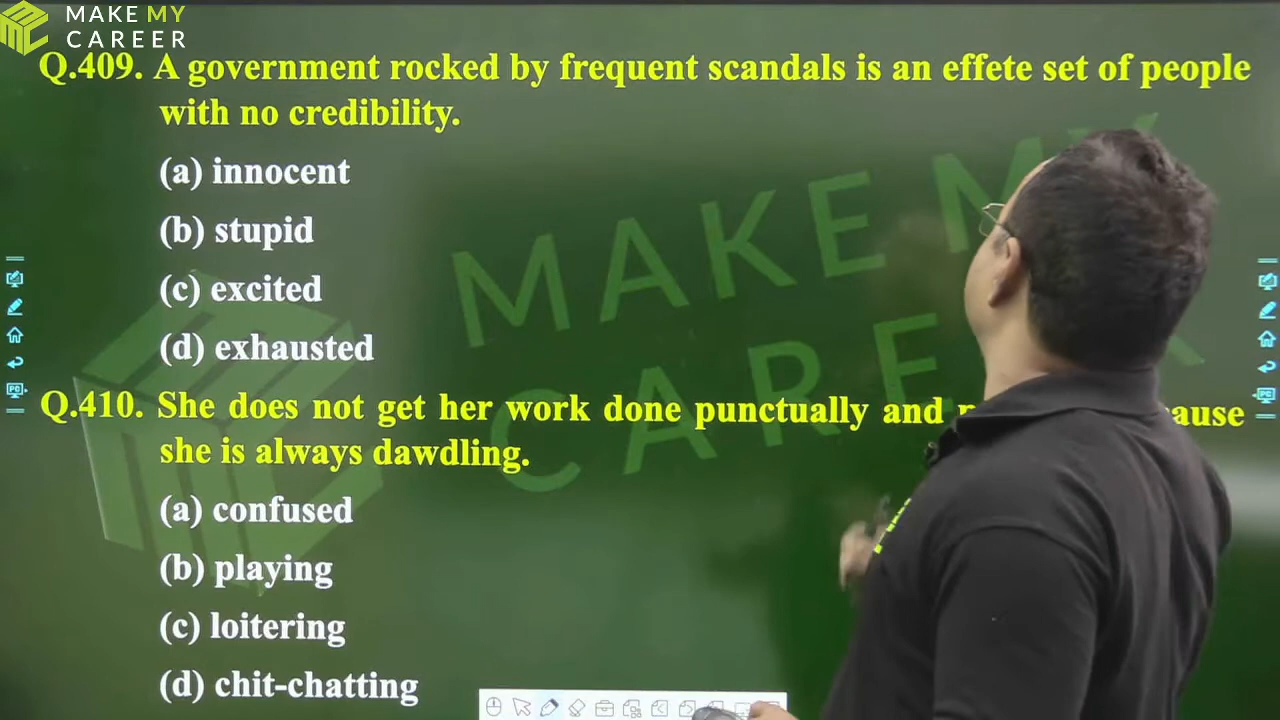 MAKE MY
CAREER
Q.409. A government rocked by frequent scandals is an effete set of people
with no credibility.
(a) innocent
(b) stupid
(c) excited
(d) exhausted
MAKE MY
Q.410. She does not get her work done punctually and
she is always dawdling.
(a) confused
(b) playing
(c) loitering
(d) chit-chatting